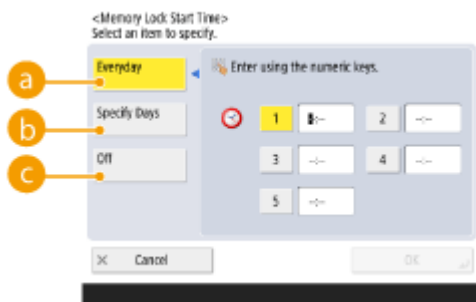 <Memory Lock Start Time>
Select an item to specify.
a Everyday
Enter using the numeric keys.
b Specify Days
1 -:-- 2 -:--
c Off
3 -:-- 4 -:--
5 -:--
× Cancel OK